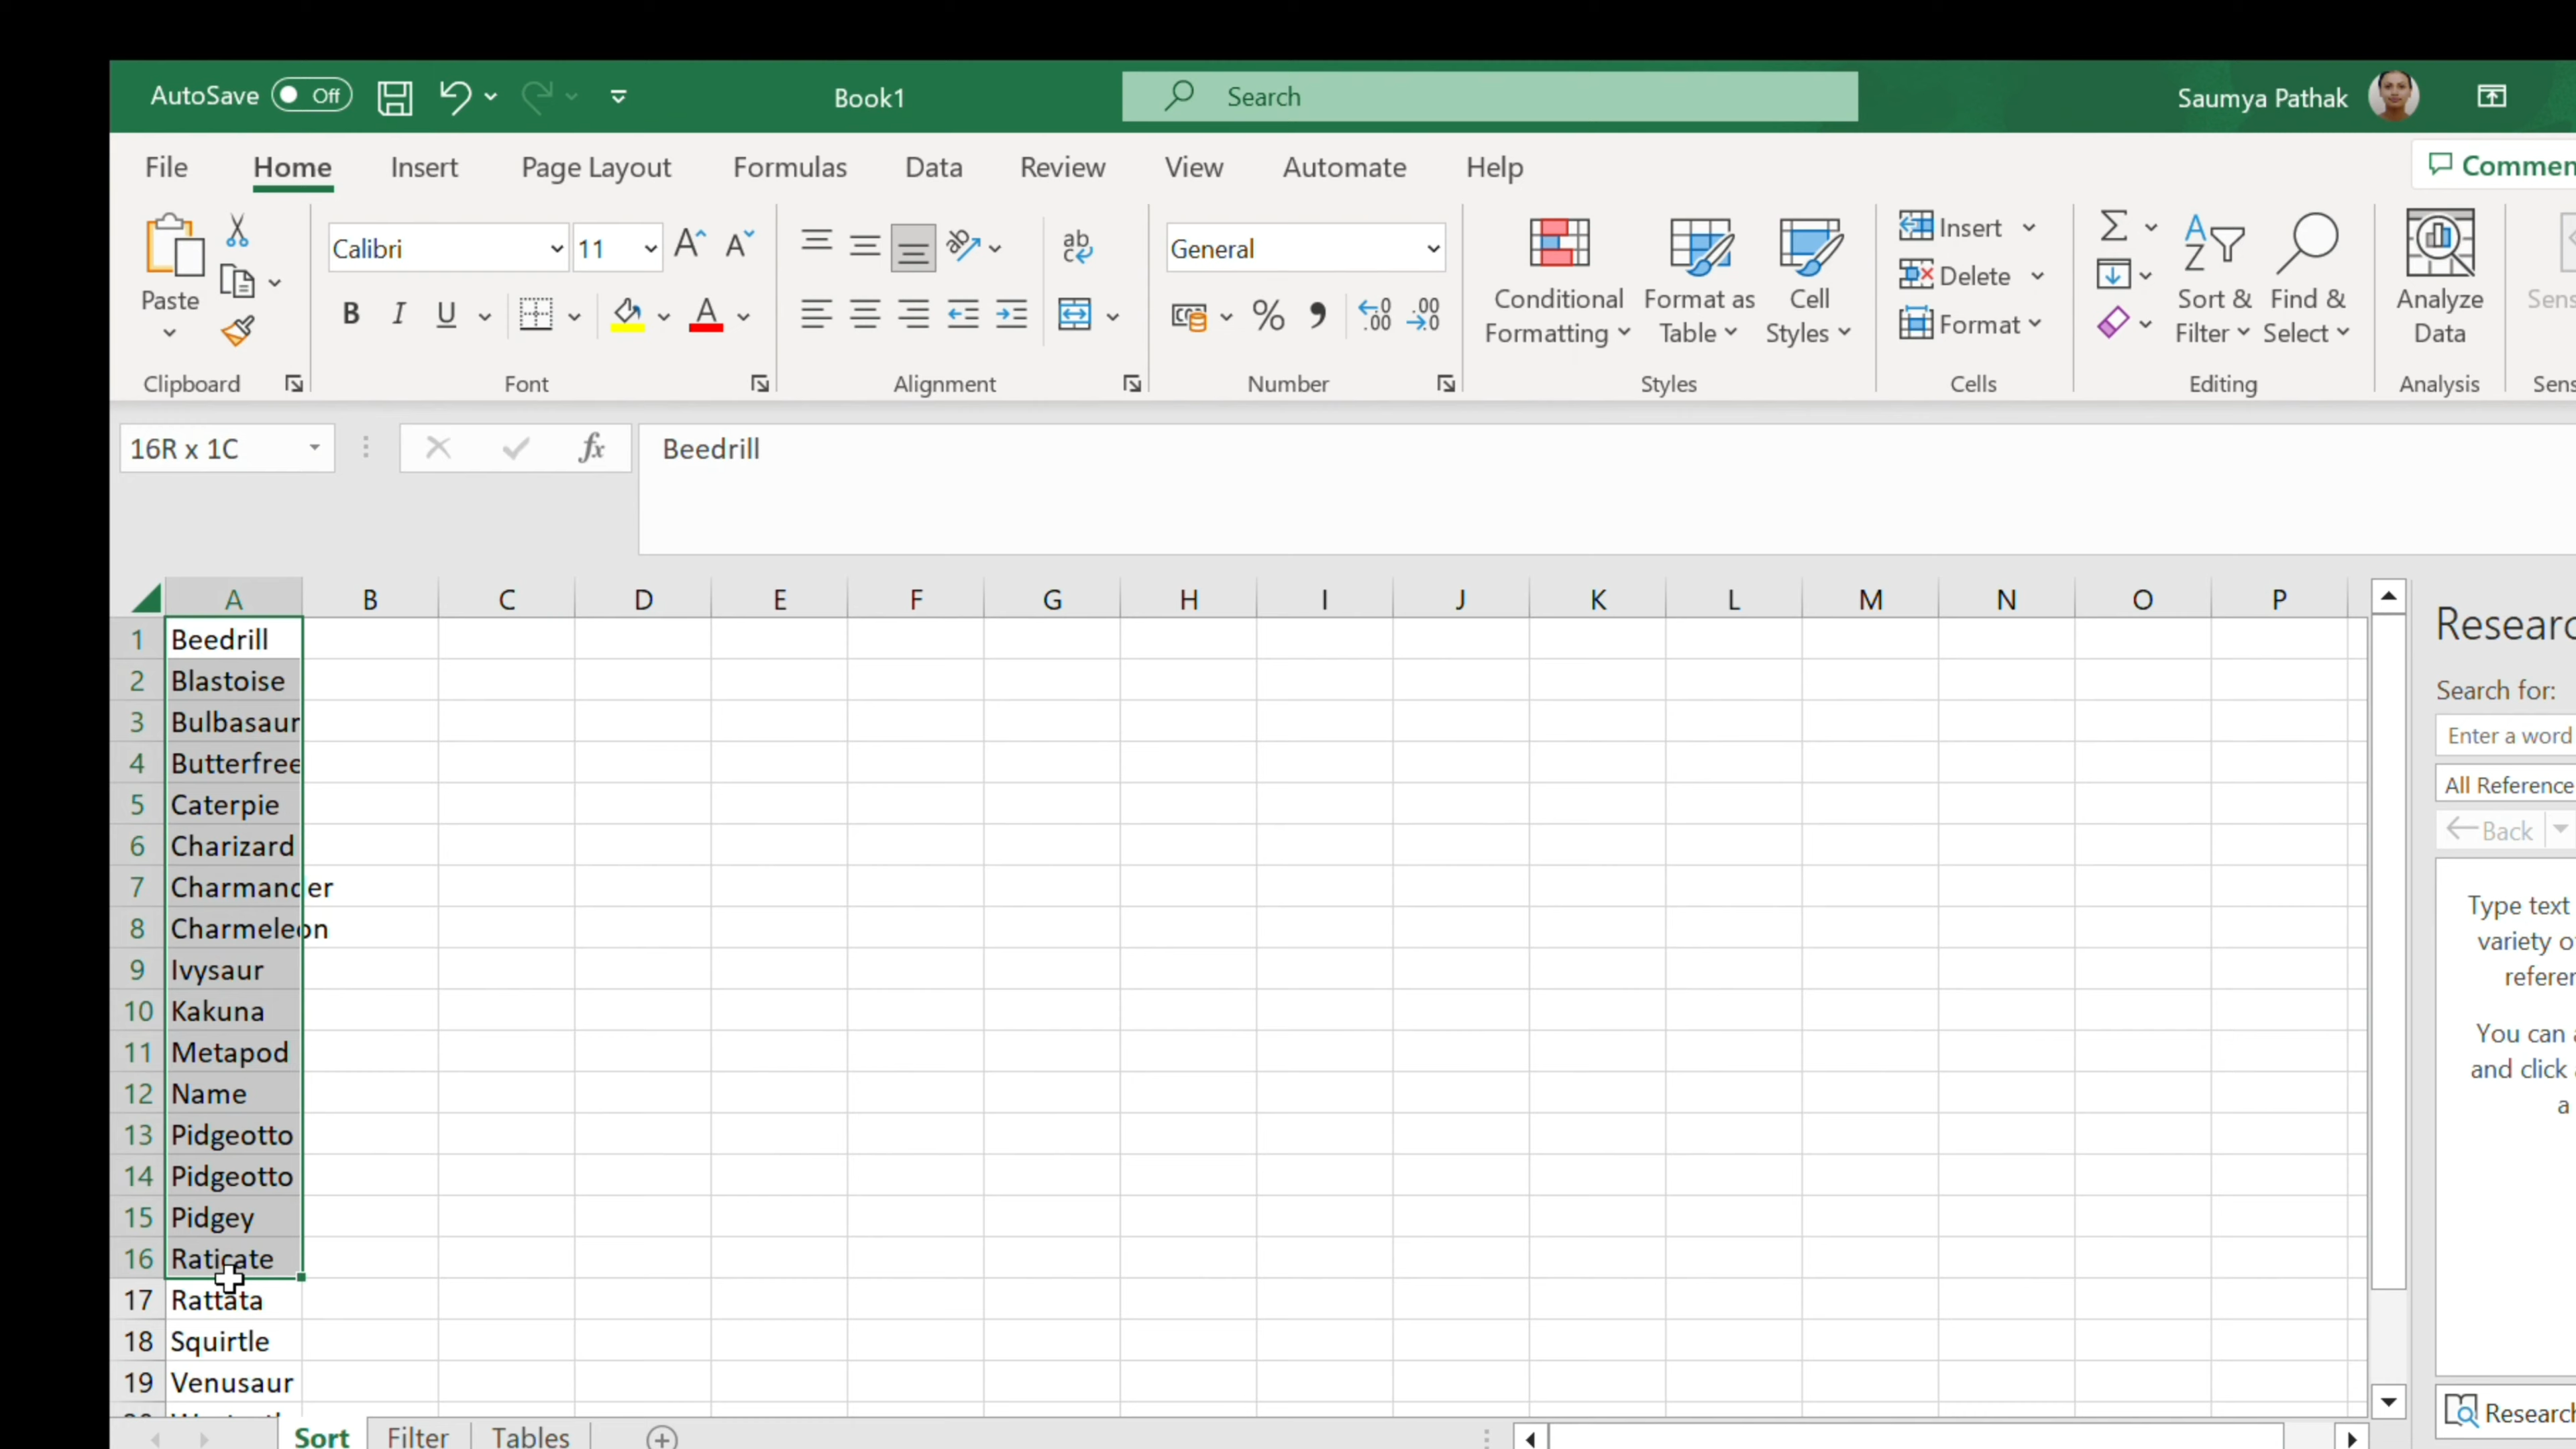 AutoSave Off Book1 Search Saumya Pathak
File Home Insert Page Layout Formulas Data Review View Automate Help
Calibri 11 General Insert
Delete
Format
Paste
Conditional Formatting
Format as Table
Cell Styles
Sort & Filter
Find & Select
Analyze Data
Clipboard Font Alignment Number Styles Cells Editing Analysis
16R x 1C fx Beedrill
A B C D E F G H I J K L M N O P
1 Beedrill
2 Blastoise
3 Bulbasaur
4 Butterfree
5 Caterpie
6 Charizard
7 Charmander
8 Charmeleon
9 Ivysaur
10 Kakuna
11 Metapod
12 Name
13 Pidgeotto
14 Pidgeotto
15 Pidgey
16 Raticate
17 Rattata
18 Squirtle
19 Venusaur
Sort Filter Tables
Search for:
Enter a word
All Reference
Back
Type text
variety
You can
and click
a